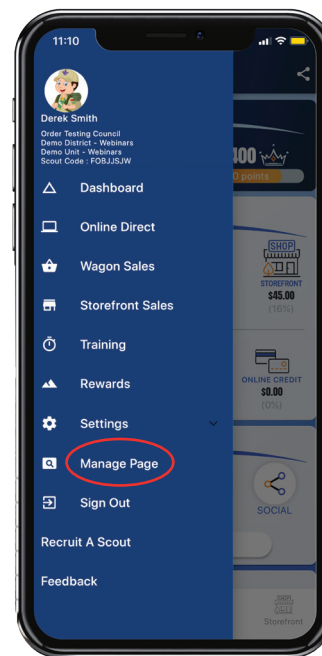 11:10
Derek Smith
Order Testing Council
Demo District - Webinars
Demo Unit - Webinars
Scout Code : FOBJJSJW
Dashboard
Online Direct
Wagon Sales
Storefront Sales
Training
Rewards
Settings
Manage Page
Sign Out
Recruit A Scout
Feedback
points
SHOP
STOREFRONT
$45.00
(16%)
ONLINE CREDIT
$0.00
(0%)
SOCIAL
Storefront